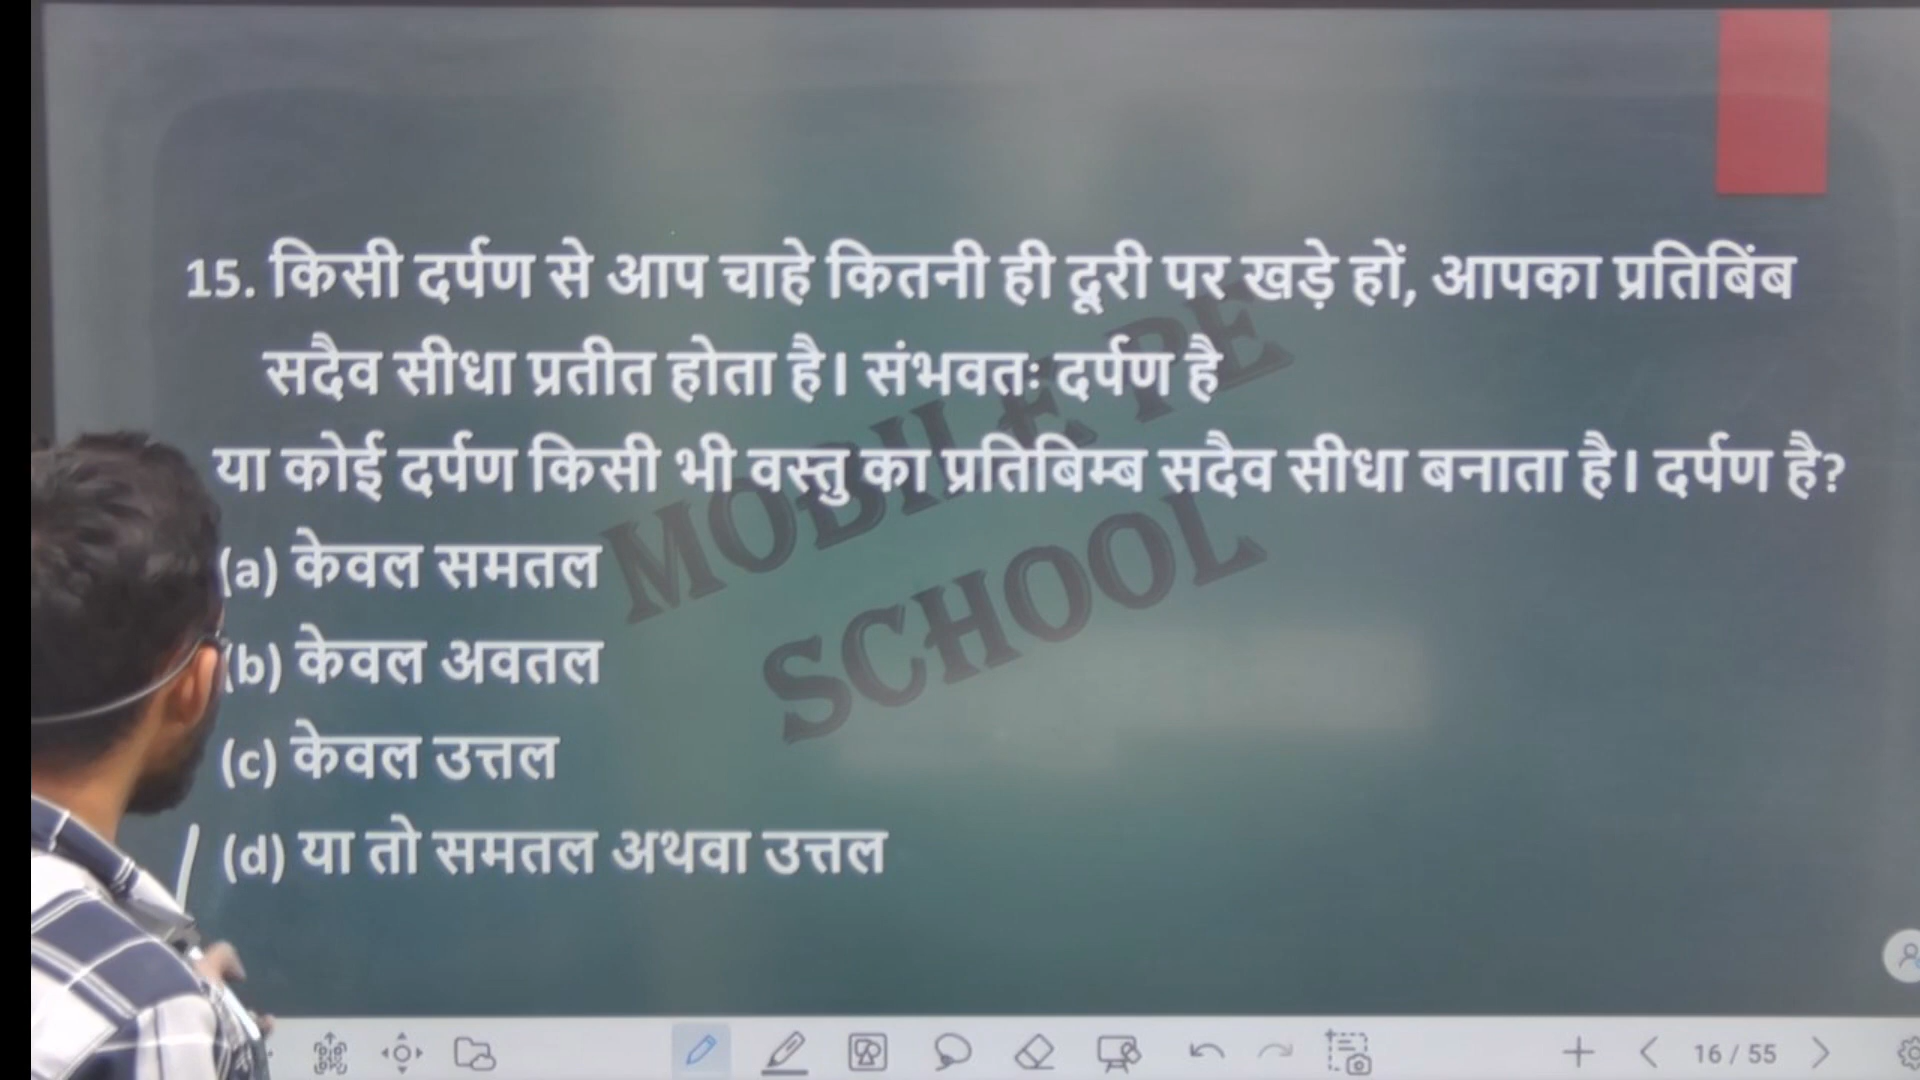 15. किसी दर्पण से आप चाहे कितनी ही दूरी पर खड़े हों, आपका प्रतिबिंब
सदैव सीधा प्रतीत होता है। संभवतः दर्पण है
या कोई दर्पण किसी भी वस्तु का प्रतिबिम्ब सदैव सीधा बनाता है। दर्पण है?
(a) केवल समतल
(b) केवल अवतल
(c) केवल उत्तल
(d) या तो समतल अथवा उत्तल
MOBILE PE
SCHOOL
16 / 55